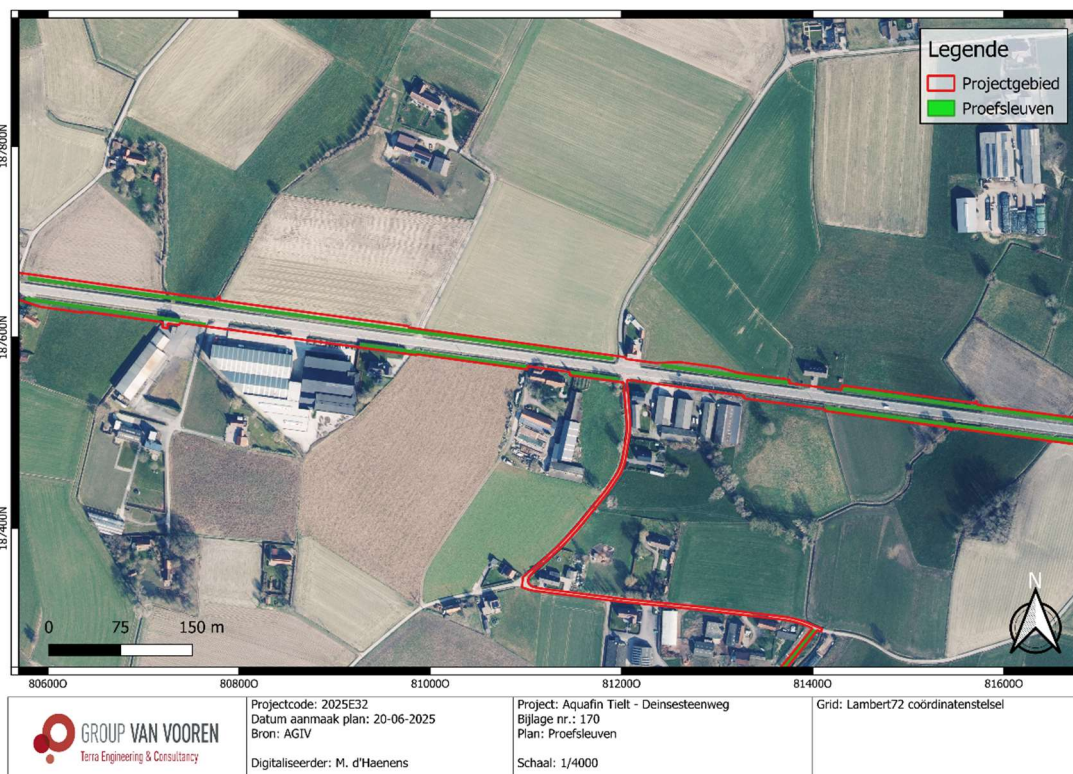 Legende
Projectgebied
Proefsleuven
187800N
187600N
187400N
N
0 75 150 m
80600O 80800O 81000O 81200O 81400O 81600O
GROUP VAN VOOREN
Terra Engineering & Consultancy
Projectcode: 2025E32
Datum aanmaak plan: 20-06-2025
Bron: AGIV
Digitaliseerder: M. d'Haenens
Project: Aquafin Tielt - Deinsesteenweg
Bijlage nr.: 170
Plan: Proefsleuven
Schaal: 1/4000
Grid: Lambert72 coördinatenstelsel